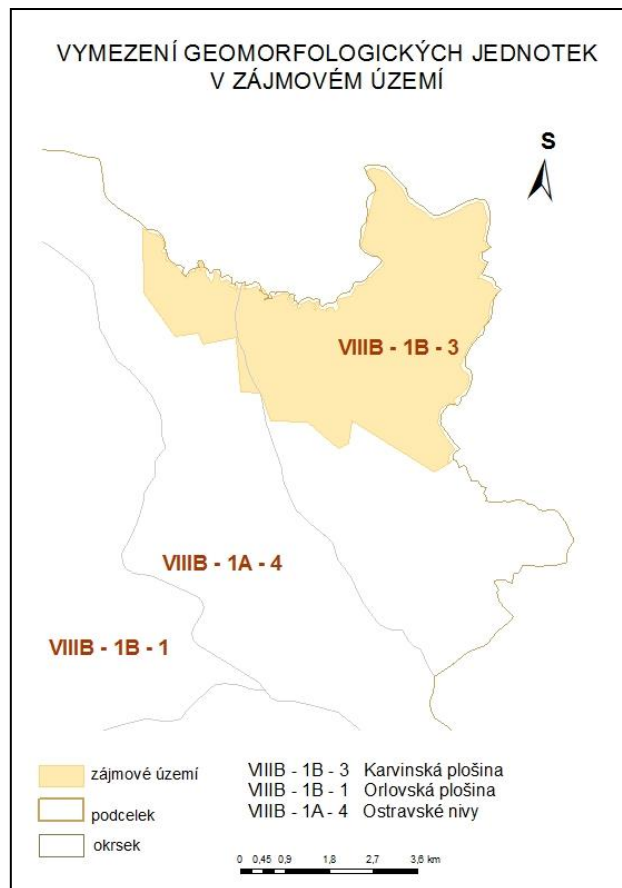 VYMEZENÍ GEOMORFOLOGICKÝCH JEDNOTEK
V ZÁJMOVÉM ÚZEMÍ
S
VIIIB - 1B - 3
VIIIB - 1A - 4
VIIIB - 1B - 1
zájmové území
podcelek
okrsek
VIIIB - 1B - 3 Karvinská plošina
VIIIB - 1B - 1 Orlovská plošina
VIIIB - 1A - 4 Ostravské nivy
0 0,45 0,9 1,8 2,7 3,6 km